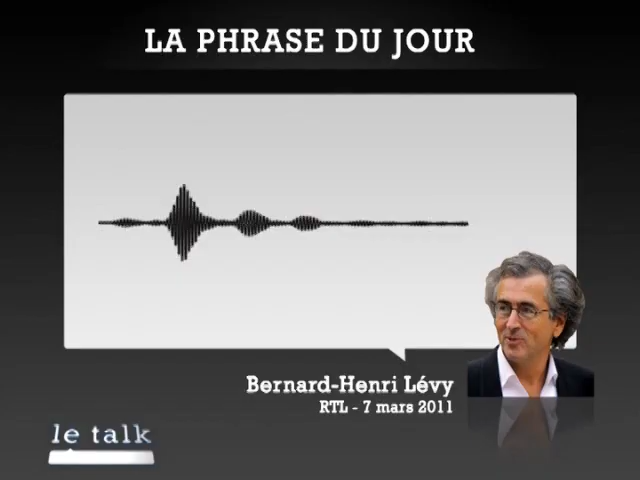 LA PHRASE DU JOUR
Bernard-Henri Lévy
RTL - 7 mars 2011
le talk